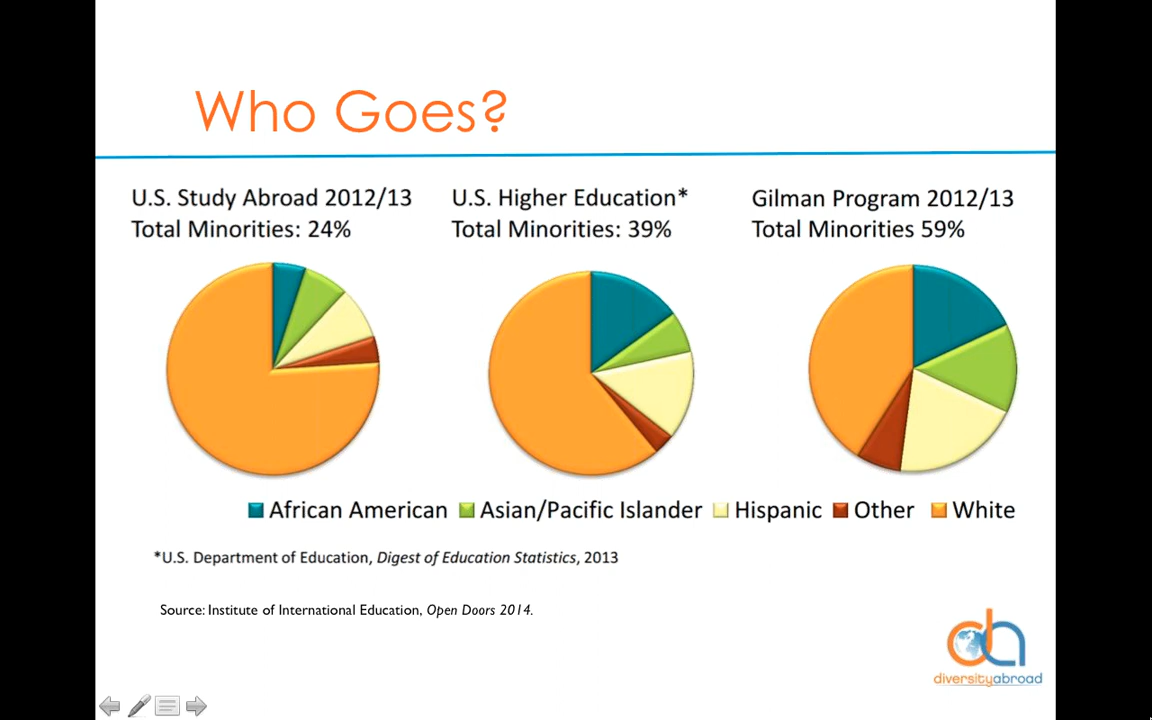 Who Goes?
U.S. Study Abroad 2012/13
Total Minorities: 24%
U.S. Higher Education*
Total Minorities: 39%
Gilman Program 2012/13
Total Minorities 59%
African American Asian/Pacific Islander Hispanic Other White
*U.S. Department of Education, Digest of Education Statistics, 2013
Source: Institute of International Education, Open Doors 2014.
da
diversityabroad